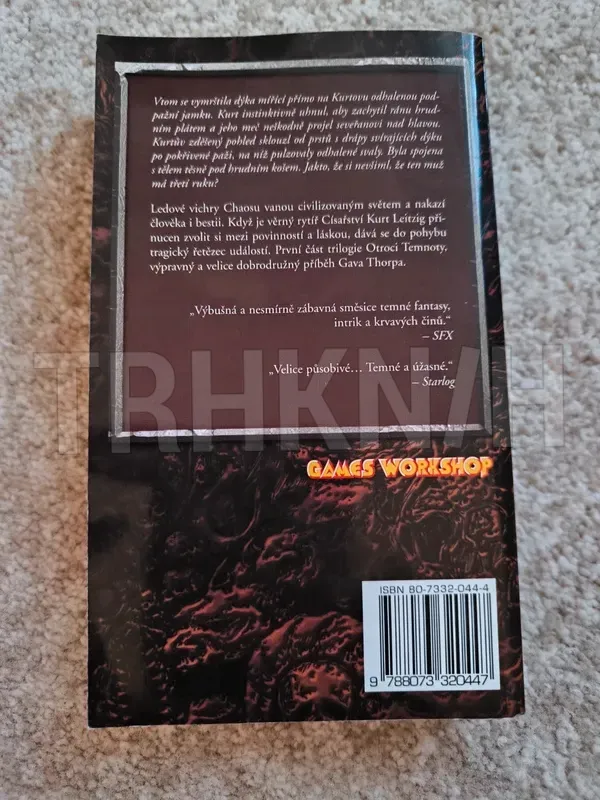 Vtom se vymrštila dýka mířící přímo na Kurtovu odhalenou pod-
pažní jamku. Kurt instinktivně uhnul, aby zachytil ránu hrud-
ním plátem a jeho meč neškodně projel seveřanovi nad hlavou.
Kurtův zděšený pohled sklouzl od prstů s drápy svírajících dýku
po pokřivené paži, na níž pulzovaly odhalené svaly. Byla spojena
s tělem těsně pod hrudním košem. Jakto, že si nevšiml, že ten muž
má třetí ruku?
Ledové vichry Chaosu vanou civilizovaným světem a nakazí
člověka i bestii. Když je věrný rytíř Císařství Kurt Leitzig při-
nucen zvolit si mezi povinností a láskou, dává se do pohybu
tragický řetězec událostí. První část trilogie Otroci Temnoty,
výpravný a velice dobrodružný příběh Gava Thorpa.
„Výbušná a nesmírně zábavná směsice temné fantasy,
intrik a krvavých činů.“
– SFX
„Velice působivé… Temné a úžasné.“
– Starlog
TRHKNIH
GAMES WORKSHOP
ISBN 80-7332-044-4
9 788073 320447